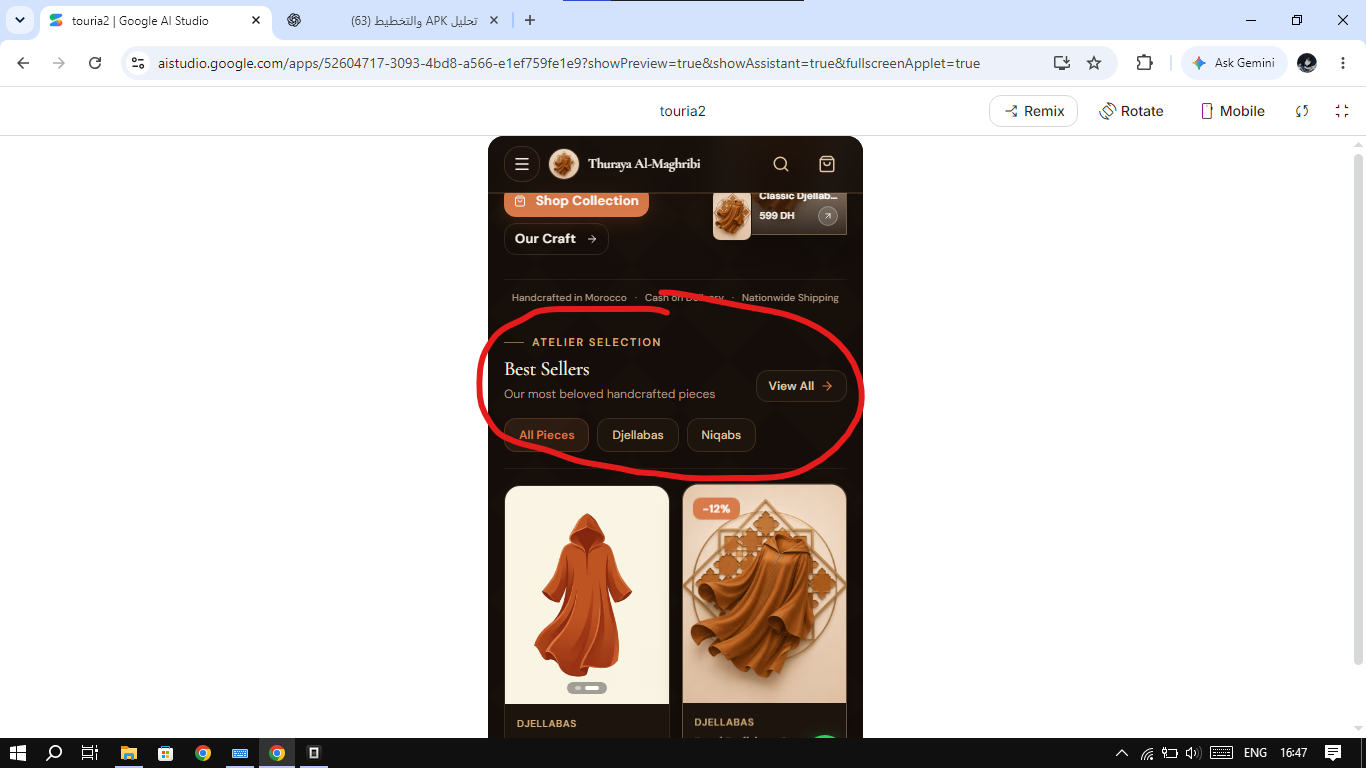 touria2 | Google AI Studio
تحليل APK والتخطيط (63)
aistudio.google.com/apps/52604717-3093-4bd8-a566-e1ef759fe1e9?showPreview=true&showAssistant=true&fullscreenApplet=true
Ask Gemini
touria2
Remix
Rotate
Mobile
Thuraya Al-Maghribi
Shop Collection
Classic Djellab...
599 DH
Our Craft
Handcrafted in Morocco · Cash on Delivery · Nationwide Shipping
ATELIER SELECTION
Best Sellers
Our most beloved handcrafted pieces
View All
All Pieces
Djellabas
Niqabs
-12%
DJELLABAS
DJELLABAS
ENG
16:47